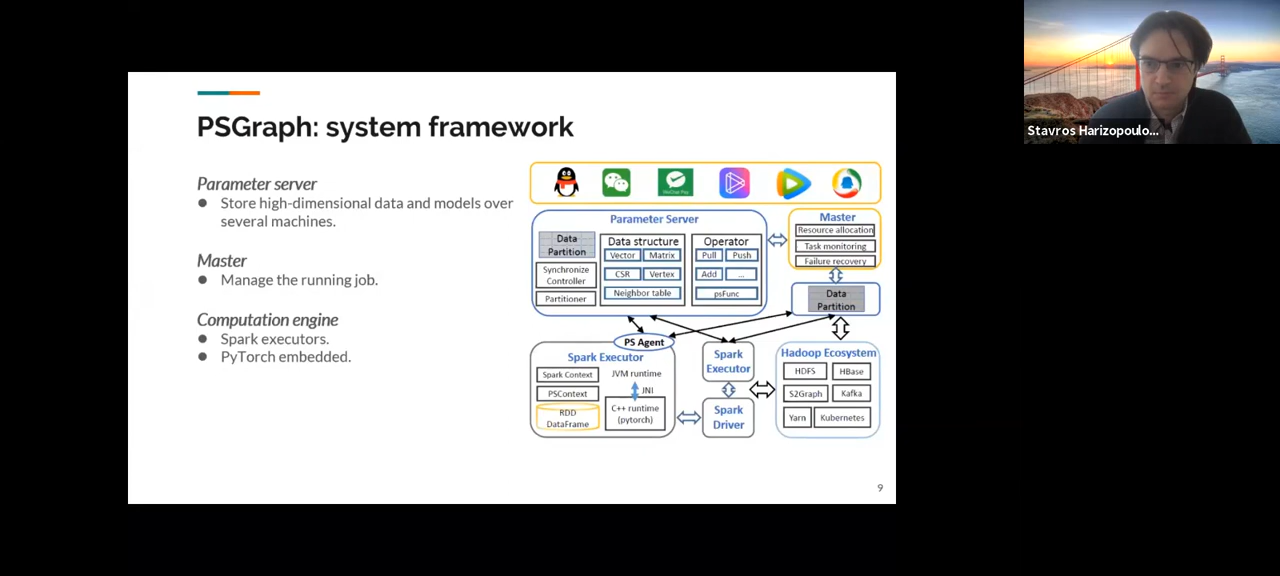 PSGraph: system framework
Parameter server
● Store high-dimensional data and models over
several machines.
Master
● Manage the running job.
Computation engine
● Spark executors.
● PyTorch embedded.
Parameter Server
Data
Partition
Synchronize
Controller
Partitioner
Data structure
Vector Matrix
CSR Vertex
Neighbor table
Operator
Pull Push
Add ...
psFunc
Master
Resource allocation
Task monitoring
Failure recovery
Data
Partition
PS Agent
Spark Executor
Spark Context
PSContext
RDD
DataFrame
JVM runtime
JNI
C++ runtime
(pytorch)
Spark
Executor
Spark
Driver
Hadoop Ecosystem
HDFS HBase
S2Graph Kafka
Yarn Kubernetes
9
Stavros Harizopoulo...